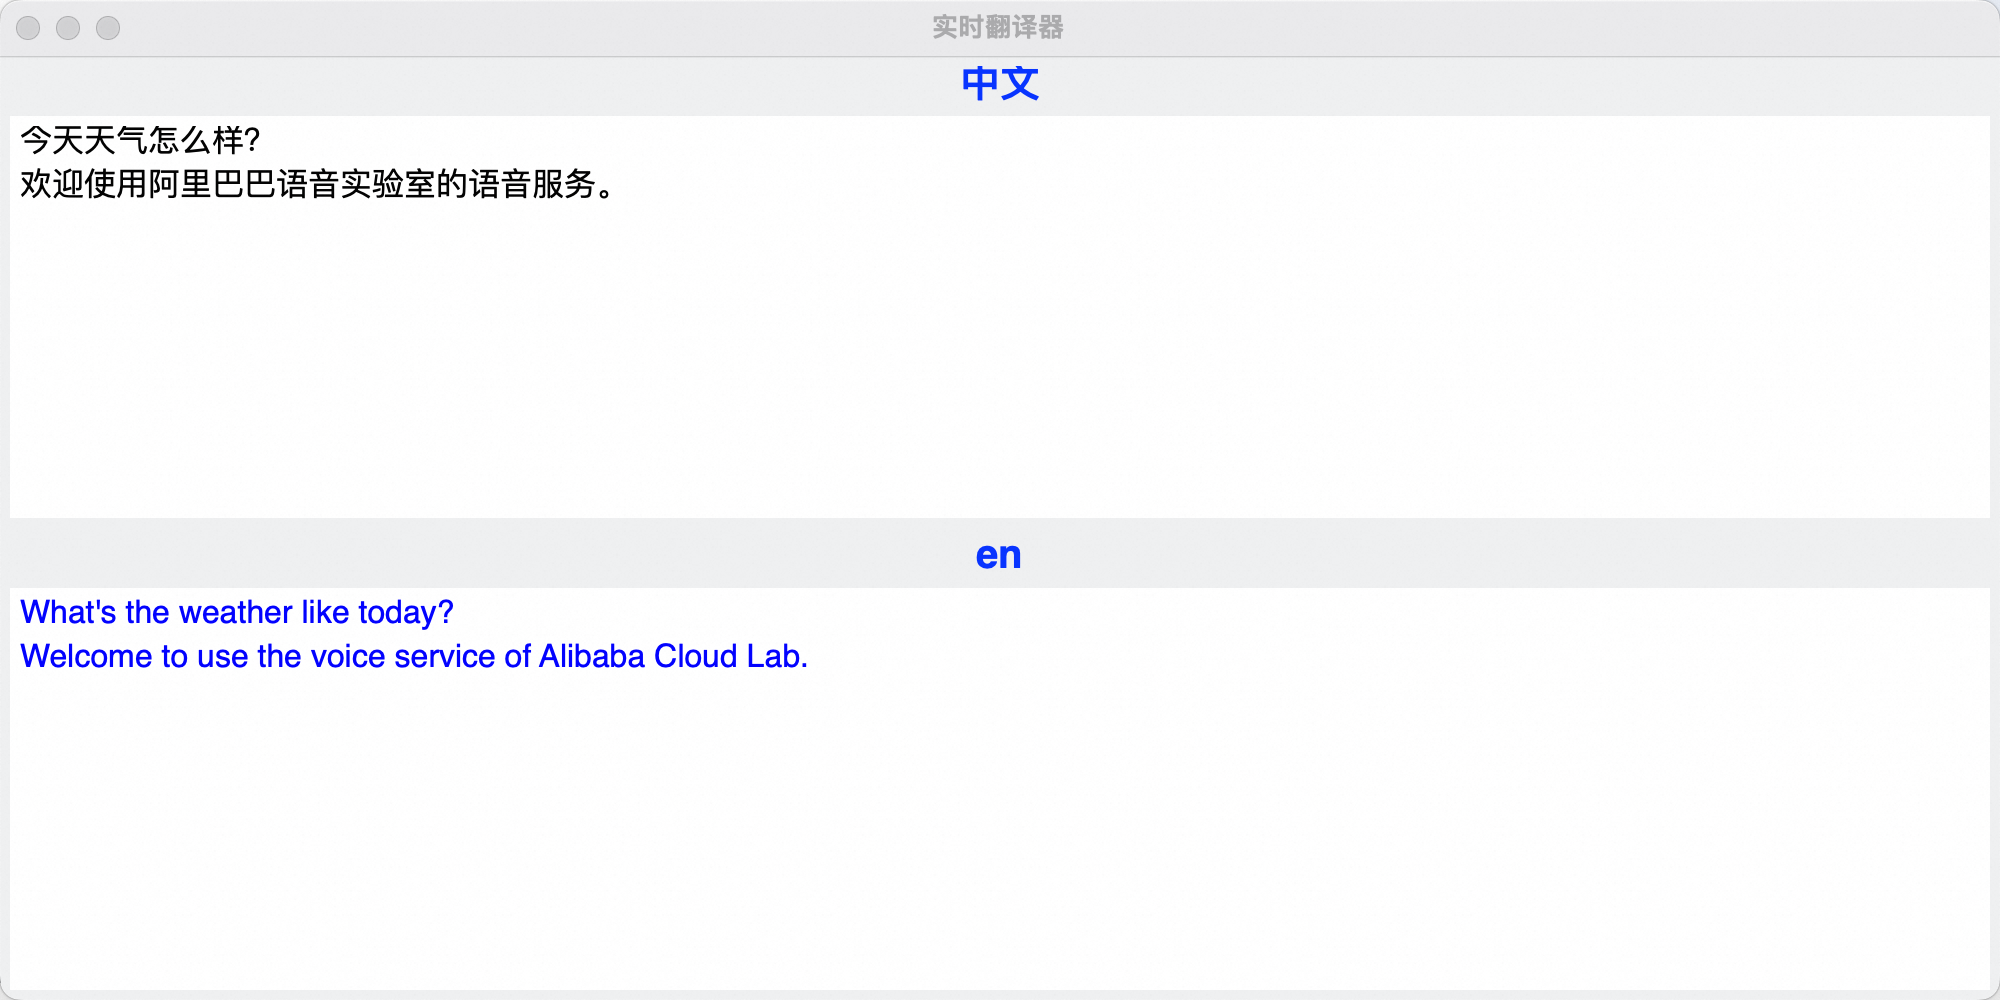 实时翻译器
中文
今天天气怎么样?
欢迎使用阿里巴巴语音实验室的语音服务。
en
What's the weather like today?
Welcome to use the voice service of Alibaba Cloud Lab.